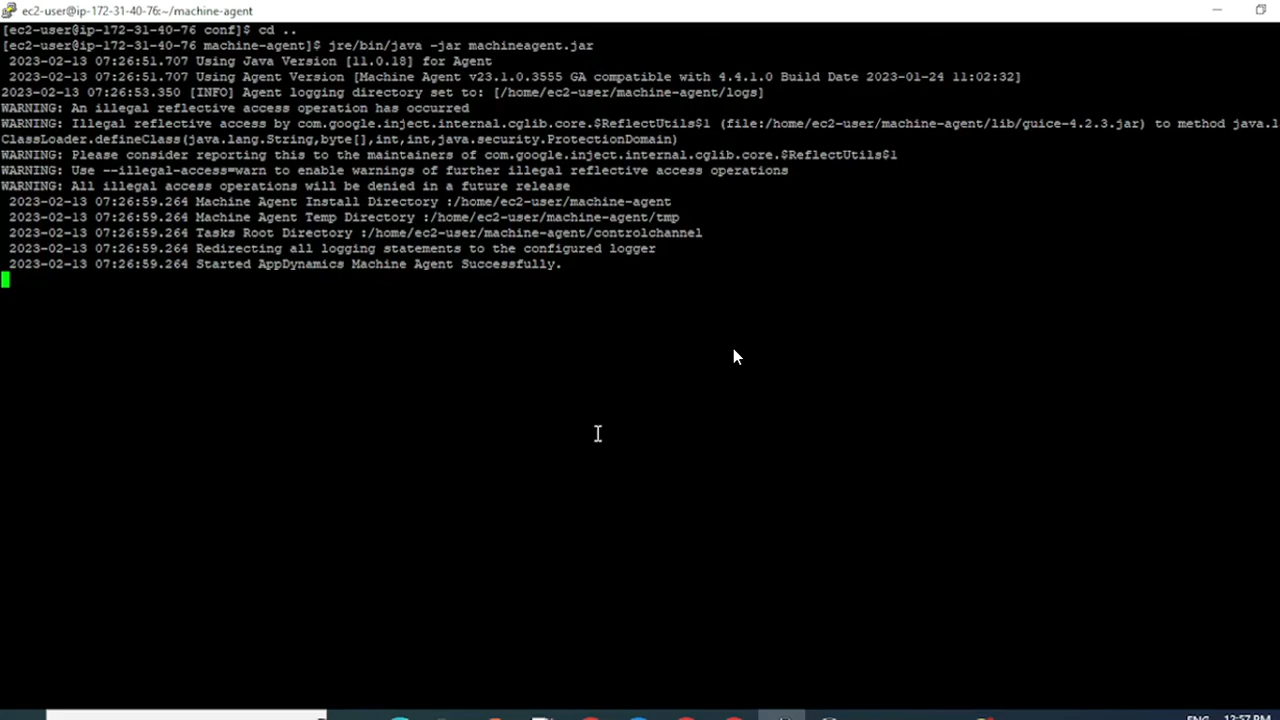 ec2-user@ip-172-31-40-76:~/machine-agent
[ec2-user@ip-172-31-40-76 conf]$ cd ..
[ec2-user@ip-172-31-40-76 machine-agent]$ jre/bin/java -jar machineagent.jar
2023-02-13 07:26:51.707 Using Java Version [11.0.18] for Agent
2023-02-13 07:26:51.707 Using Agent Version [Machine Agent v23.1.0.3555 GA compatible with 4.4.1.0 Build Date 2023-01-24 11:02:32]
2023-02-13 07:26:53.350 [INFO] Agent logging directory set to: [/home/ec2-user/machine-agent/logs]
WARNING: An illegal reflective access operation has occurred
WARNING: Illegal reflective access by com.google.inject.internal.cglib.core.$ReflectUtils$1 (file:/home/ec2-user/machine-agent/lib/guice-4.2.3.jar) to method java.l
ClassLoader.defineClass(java.lang.String,byte[],int,int,java.security.ProtectionDomain)
WARNING: Please consider reporting this to the maintainers of com.google.inject.internal.cglib.core.$ReflectUtils$1
WARNING: Use --illegal-access=warn to enable warnings of further illegal reflective access operations
WARNING: All illegal access operations will be denied in a future release
2023-02-13 07:26:59.264 Machine Agent Install Directory :/home/ec2-user/machine-agent
2023-02-13 07:26:59.264 Machine Agent Temp Directory :/home/ec2-user/machine-agent/tmp
2023-02-13 07:26:59.264 Tasks Root Directory :/home/ec2-user/machine-agent/controlchannel
2023-02-13 07:26:59.264 Redirecting all logging statements to the configured logger
2023-02-13 07:26:59.264 Started AppDynamics Machine Agent Successfully.
12:57 PM